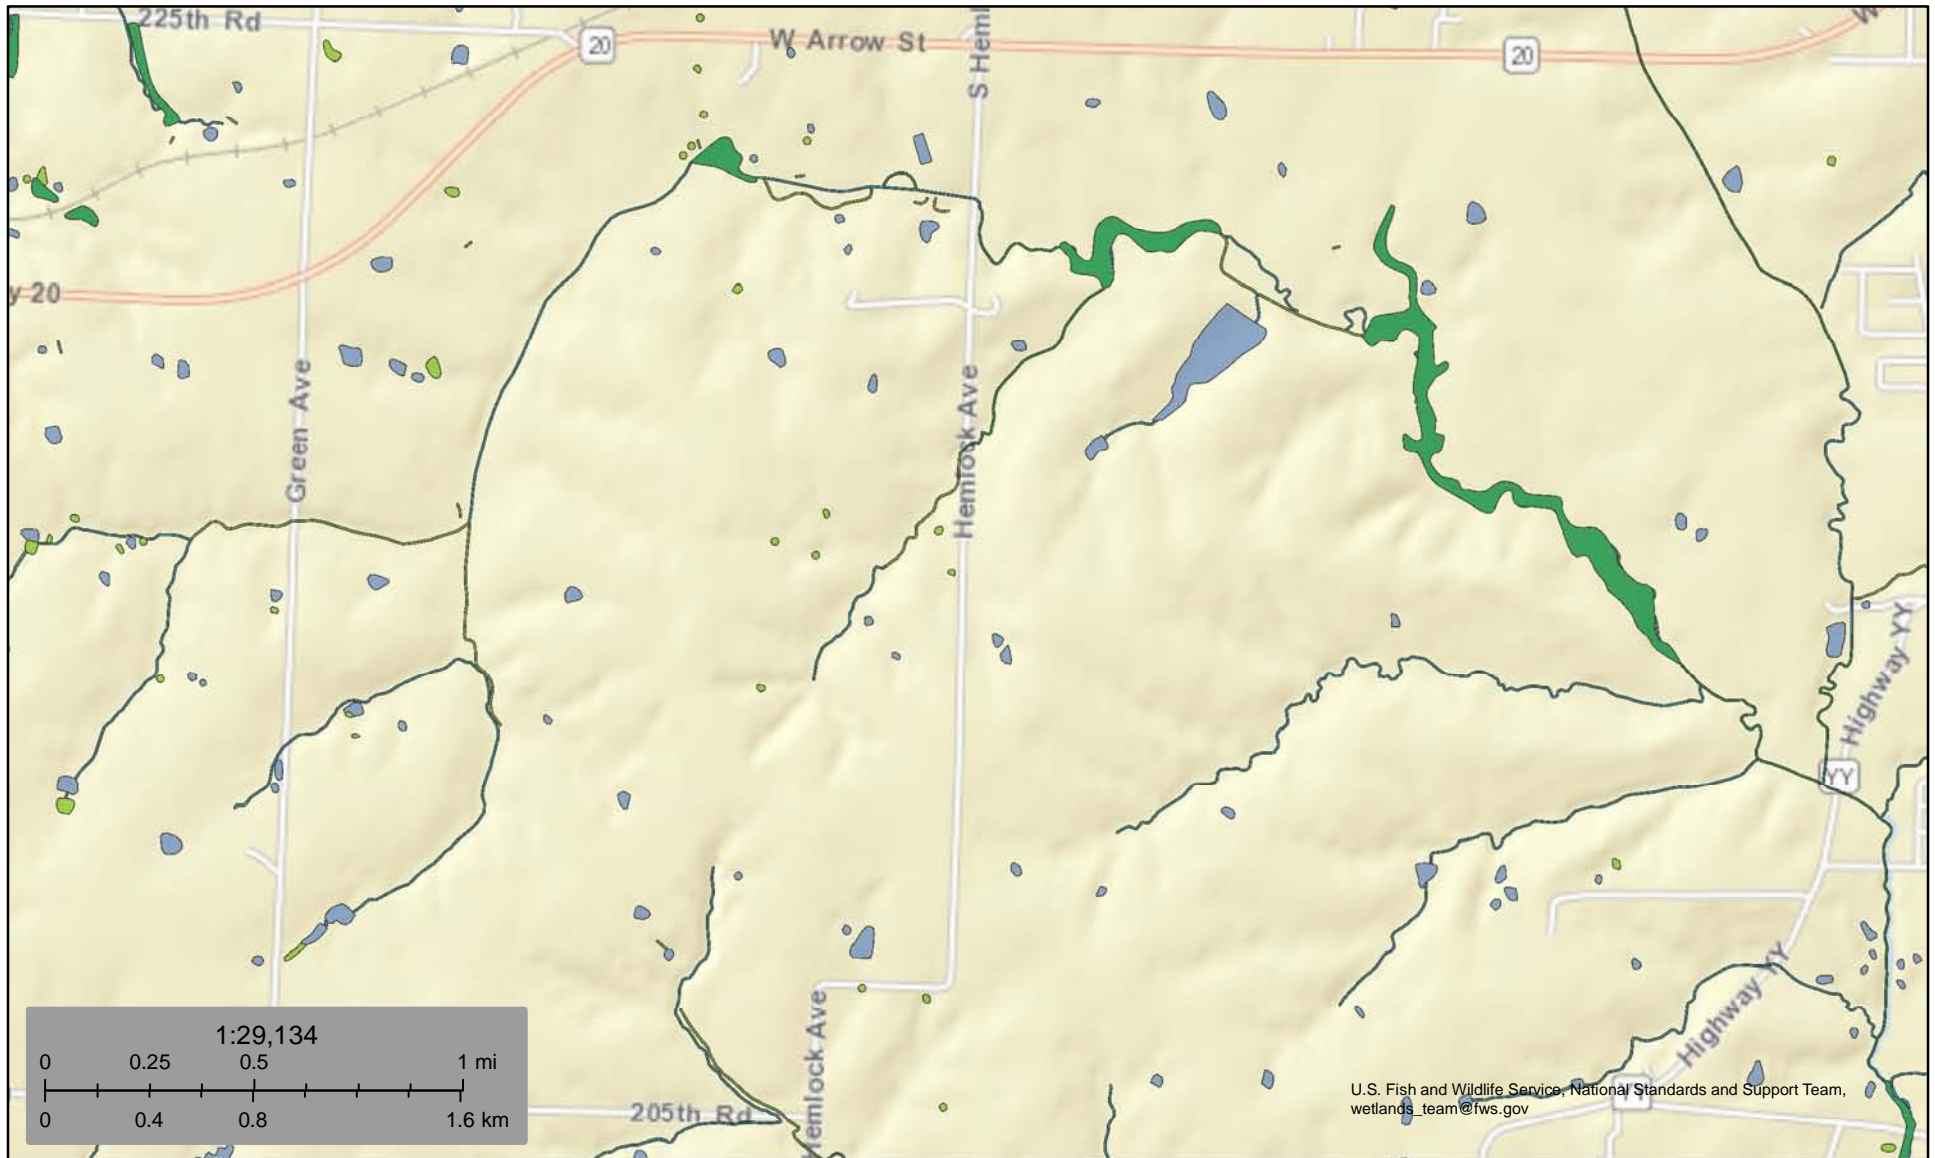 225th Rd
20
W Arrow St
S Heml
20
W
y 20
Green Ave
Hemlock Ave
Highway YY
YY
Hemlock Ave
Highway YY
205th Rd
1:29,134
0 0.25 0.5 1 mi
0 0.4 0.8 1.6 km
U.S. Fish and Wildlife Service, National Standards and Support Team,
wetlands_team@fws.gov